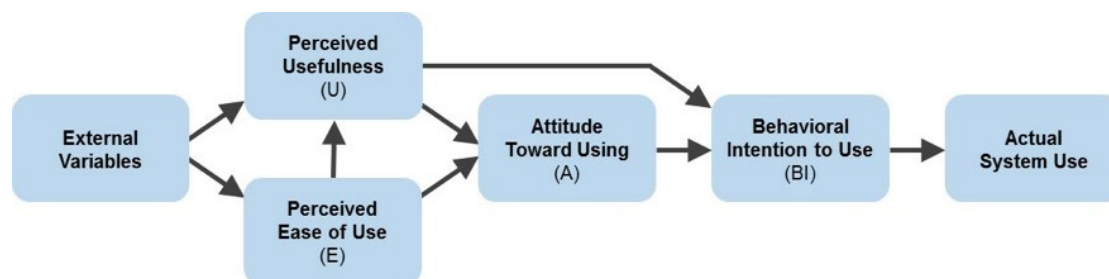 Perceived
Usefulness
(U)
External
Variables
Perceived
Ease of Use
(E)
Attitude
Toward Using
(A)
Behavioral
Intention to Use
(BI)
Actual
System Use